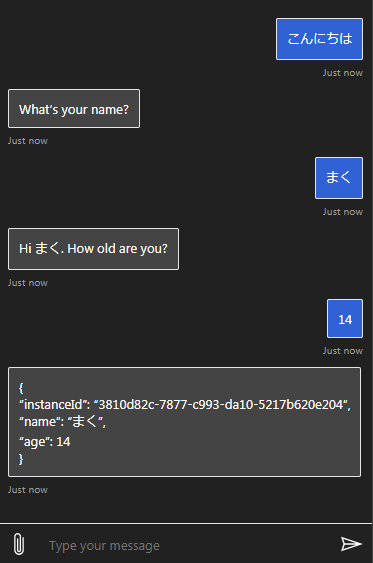 こんにちは
Just now
What's your name?
Just now
まく
Just now
Hi まく. How old are you?
Just now
14
Just now
{
“instanceId”: “3810d82c-7877-c993-da10-5217b620e204”,
“name”: “まく”,
“age”: 14
}
Just now
Type your message